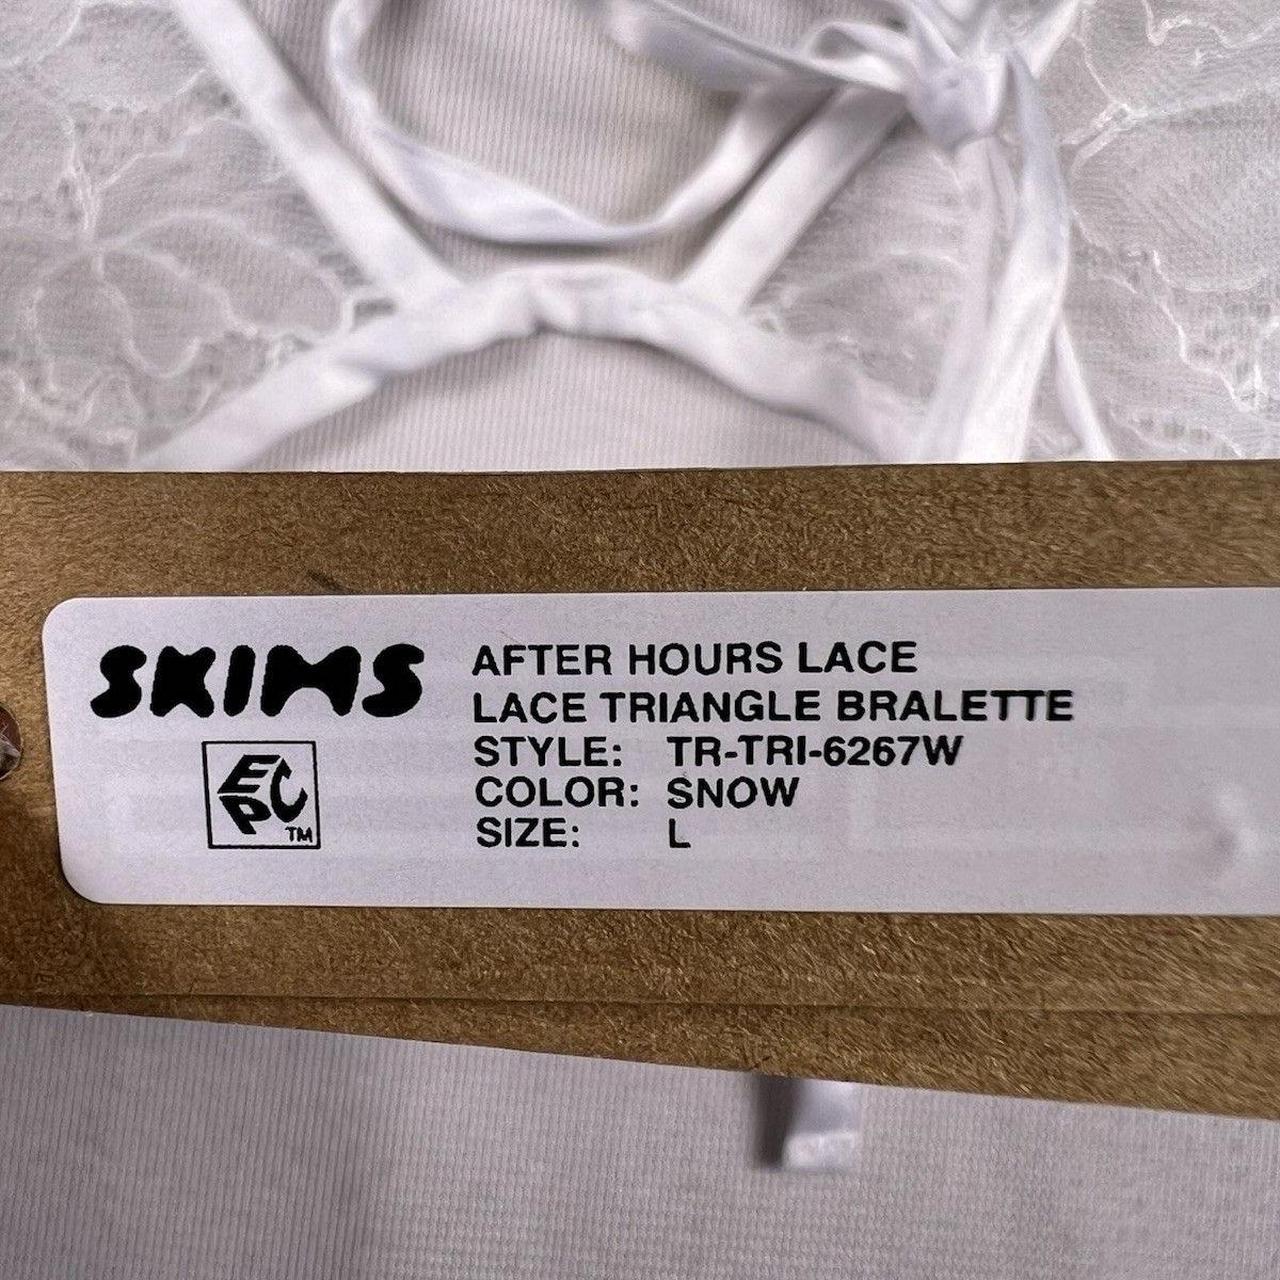 SKIMS
AFTER HOURS LACE
LACE TRIANGLE BRALETTE
STYLE: TR-TRI-6267W
COLOR: SNOW
SIZE: L
EPC
TM